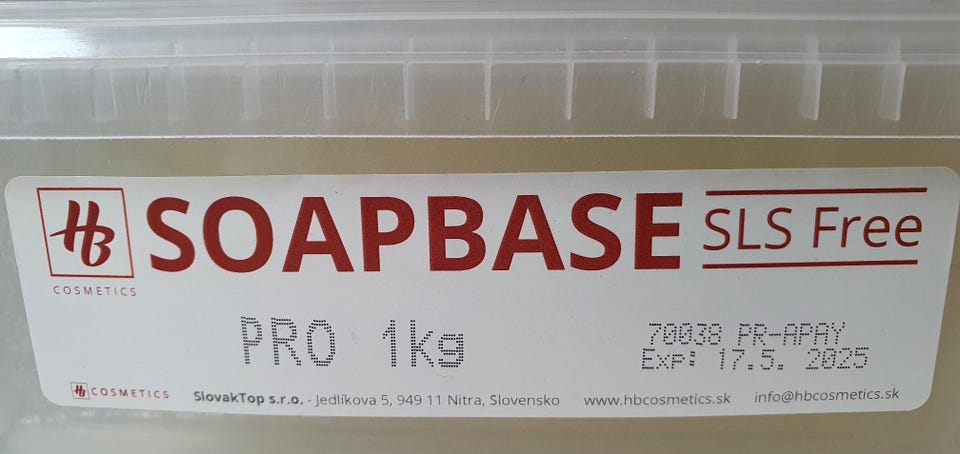 HB SOAPBASE SLS Free
COSMETICS
PRO 1kg
70038 PR-APAY
Exp: 17.5. 2025
HB COSMETICS SlovakTop s.r.o. - Jedlíkova 5, 949 11 Nitra, Slovensko www.hbcosmetics.sk info@hbcosmetics.sk